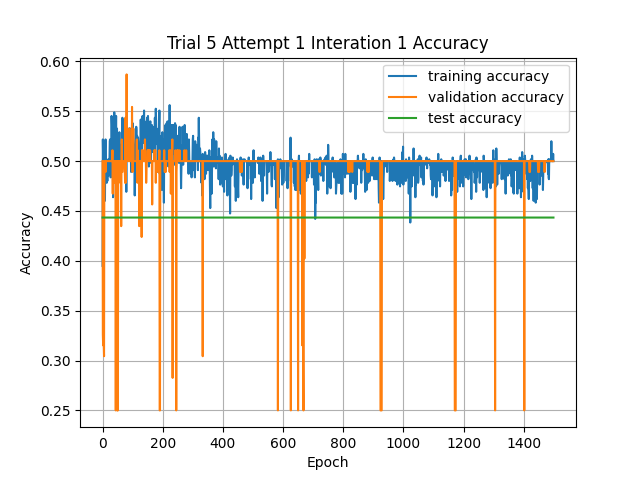 Trial 5 Attempt 1 Interation 1 Accuracy
training accuracy
validation accuracy
test accuracy
0.60
0.55
0.50
0.45
0.40
0.35
0.30
0.25
Accuracy
0 200 400 600 800 1000 1200 1400
Epoch